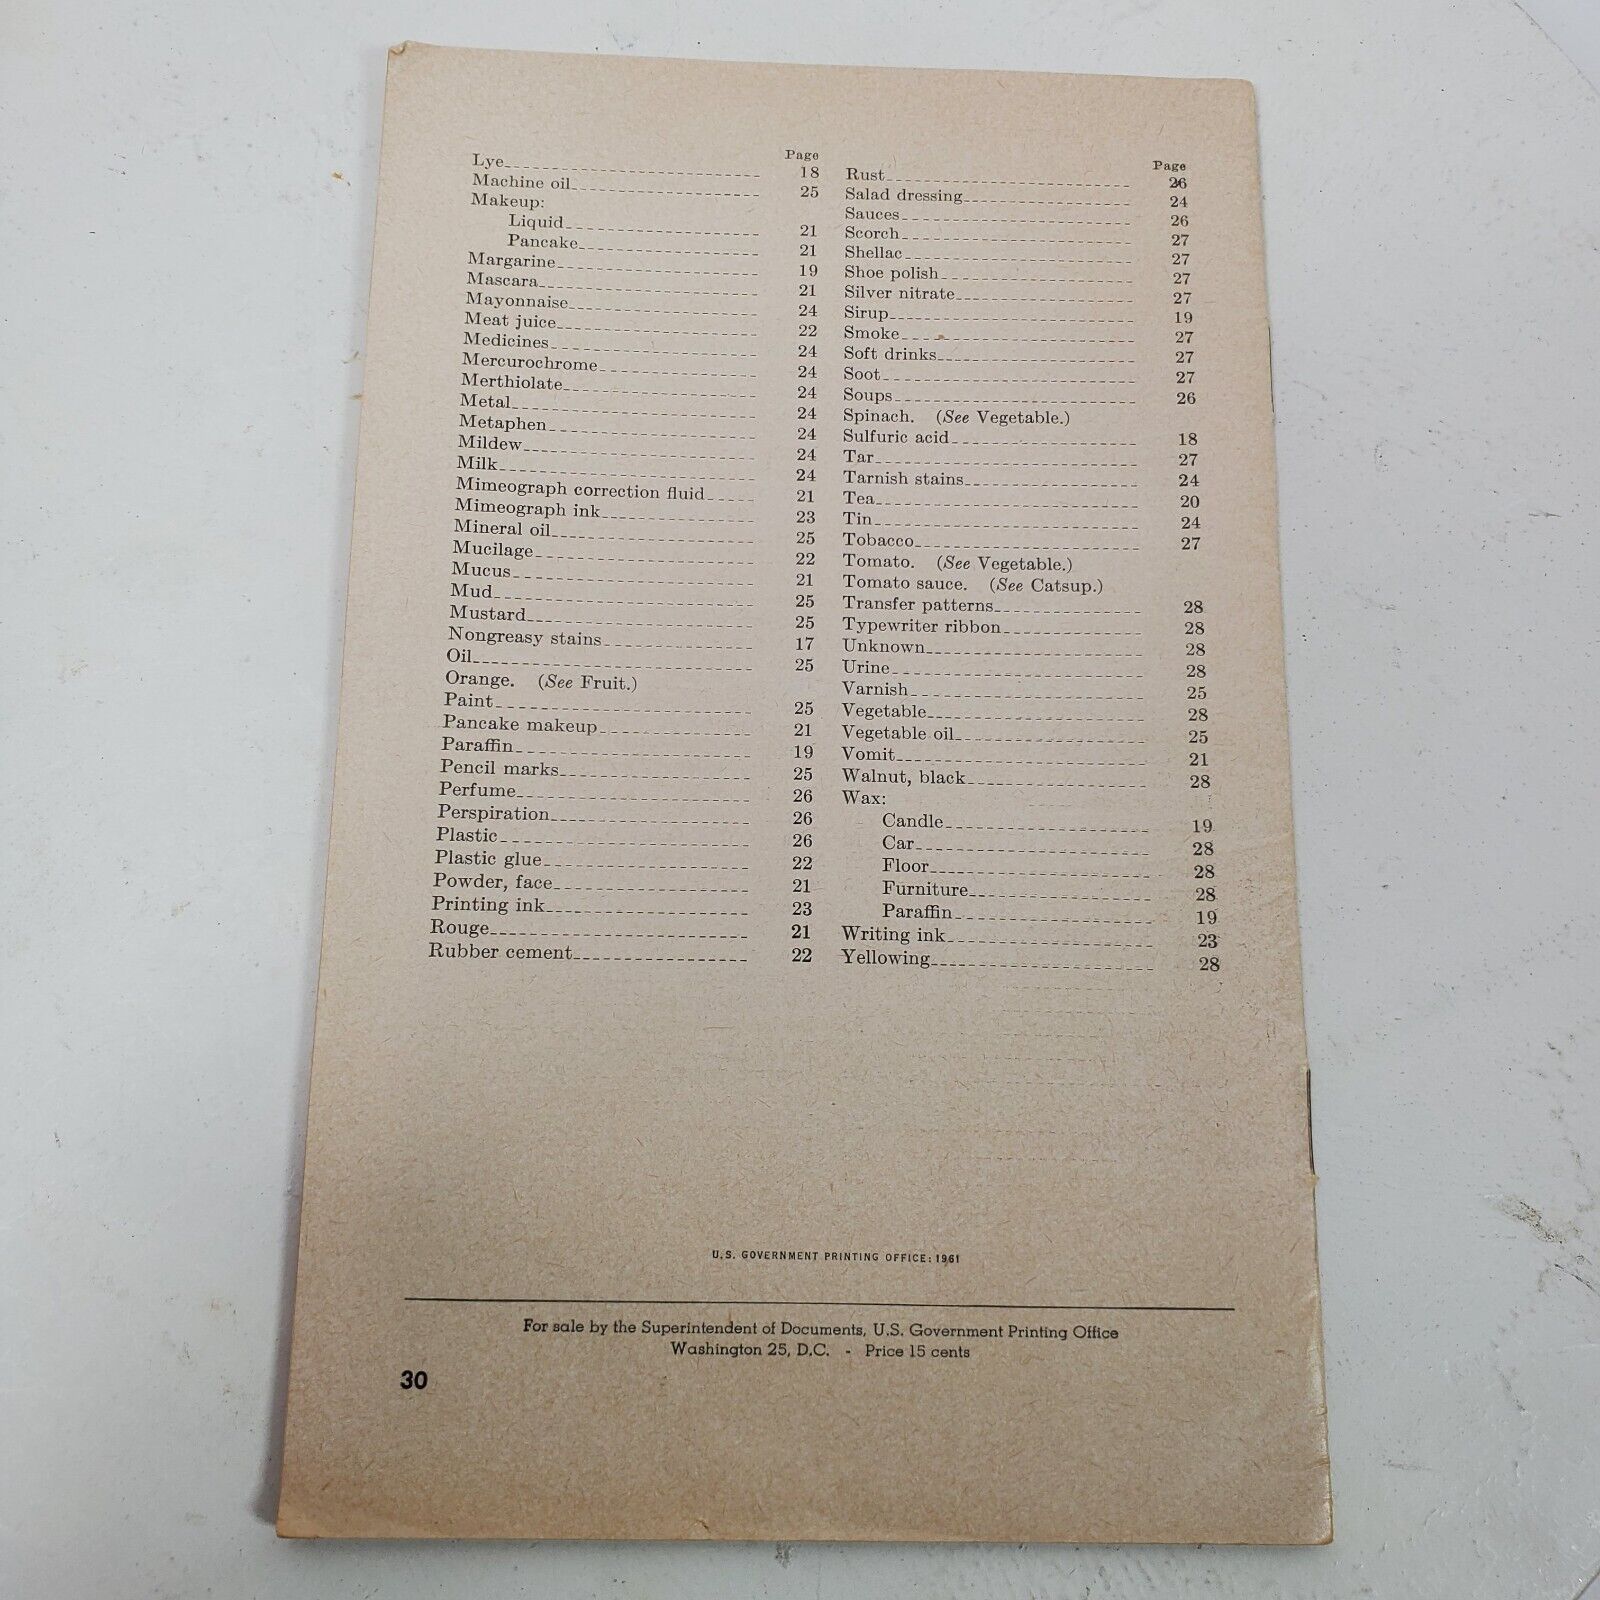 Page
Lye 18
Machine oil 25
Makeup:
Liquid 21
Pancake 21
Margarine 19
Mascara 21
Mayonnaise 24
Meat juice 22
Medicines 24
Mercurochrome 24
Merthiolate 24
Metal 24
Metaphen 24
Mildew 24
Milk 24
Mimeograph correction fluid 21
Mimeograph ink 23
Mineral oil 25
Mucilage 22
Mucus 21
Mud 25
Mustard 25
Nongreasy stains 17
Oil 25
Orange. (See Fruit.)
Paint 25
Pancake makeup 21
Paraffin 19
Pencil marks 25
Perfume 26
Perspiration 26
Plastic 26
Plastic glue 22
Powder, face 21
Printing ink 23
Rouge 21
Rubber cement 22
Page
Rust 26
Salad dressing 24
Sauces 26
Scorch 27
Shellac 27
Shoe polish 27
Silver nitrate 27
Sirup 19
Smoke 27
Soft drinks 27
Soot 27
Soups 26
Spinach. (See Vegetable.)
Sulfuric acid 18
Tar 27
Tarnish stains 24
Tea 20
Tin 24
Tobacco 27
Tomato. (See Vegetable.)
Tomato sauce. (See Catsup.)
Transfer patterns 28
Typewriter ribbon 28
Unknown 28
Urine 28
Varnish 25
Vegetable 28
Vegetable oil 25
Vomit 21
Walnut, black 28
Wax:
Candle 19
Car 28
Floor 28
Furniture 28
Paraffin 19
Writing ink 23
Yellowing 28
U.S. GOVERNMENT PRINTING OFFICE: 1961
For sale by the Superintendent of Documents, U.S. Government Printing Office
Washington 25, D.C. - Price 15 cents
30